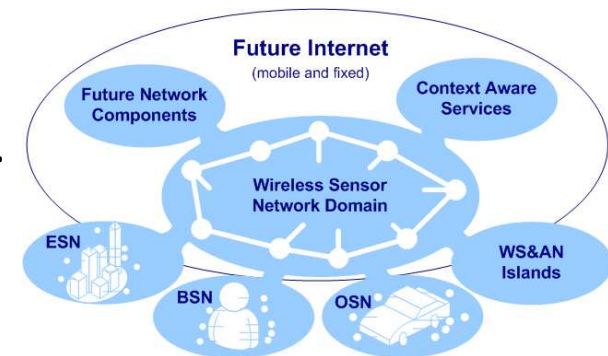 Future Internet
(mobile and fixed)
Future Network
Components
Context Aware
Services
Wireless Sensor
Network Domain
ESN
BSN
OSN
WS&AN
Islands